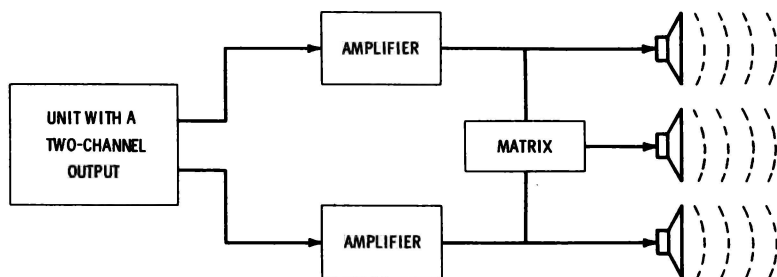 AMPLIFIER
UNIT WITH A
TWO-CHANNEL
OUTPUT
MATRIX
AMPLIFIER